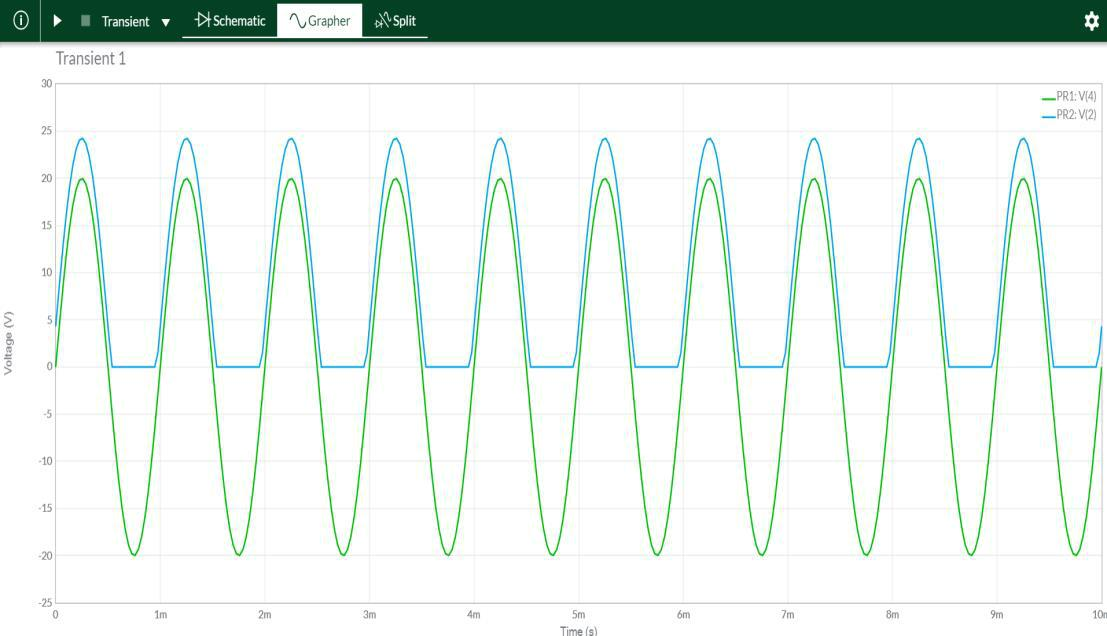 Transient Schematic Grapher Split
Transient 1
PR1: V(4)
PR2: V(2)
30
25
20
15
10
5
0
-5
-10
-15
-20
-25
Voltage (V)
0 1m 2m 3m 4m 5m 6m 7m 8m 9m 10m
Time (s)